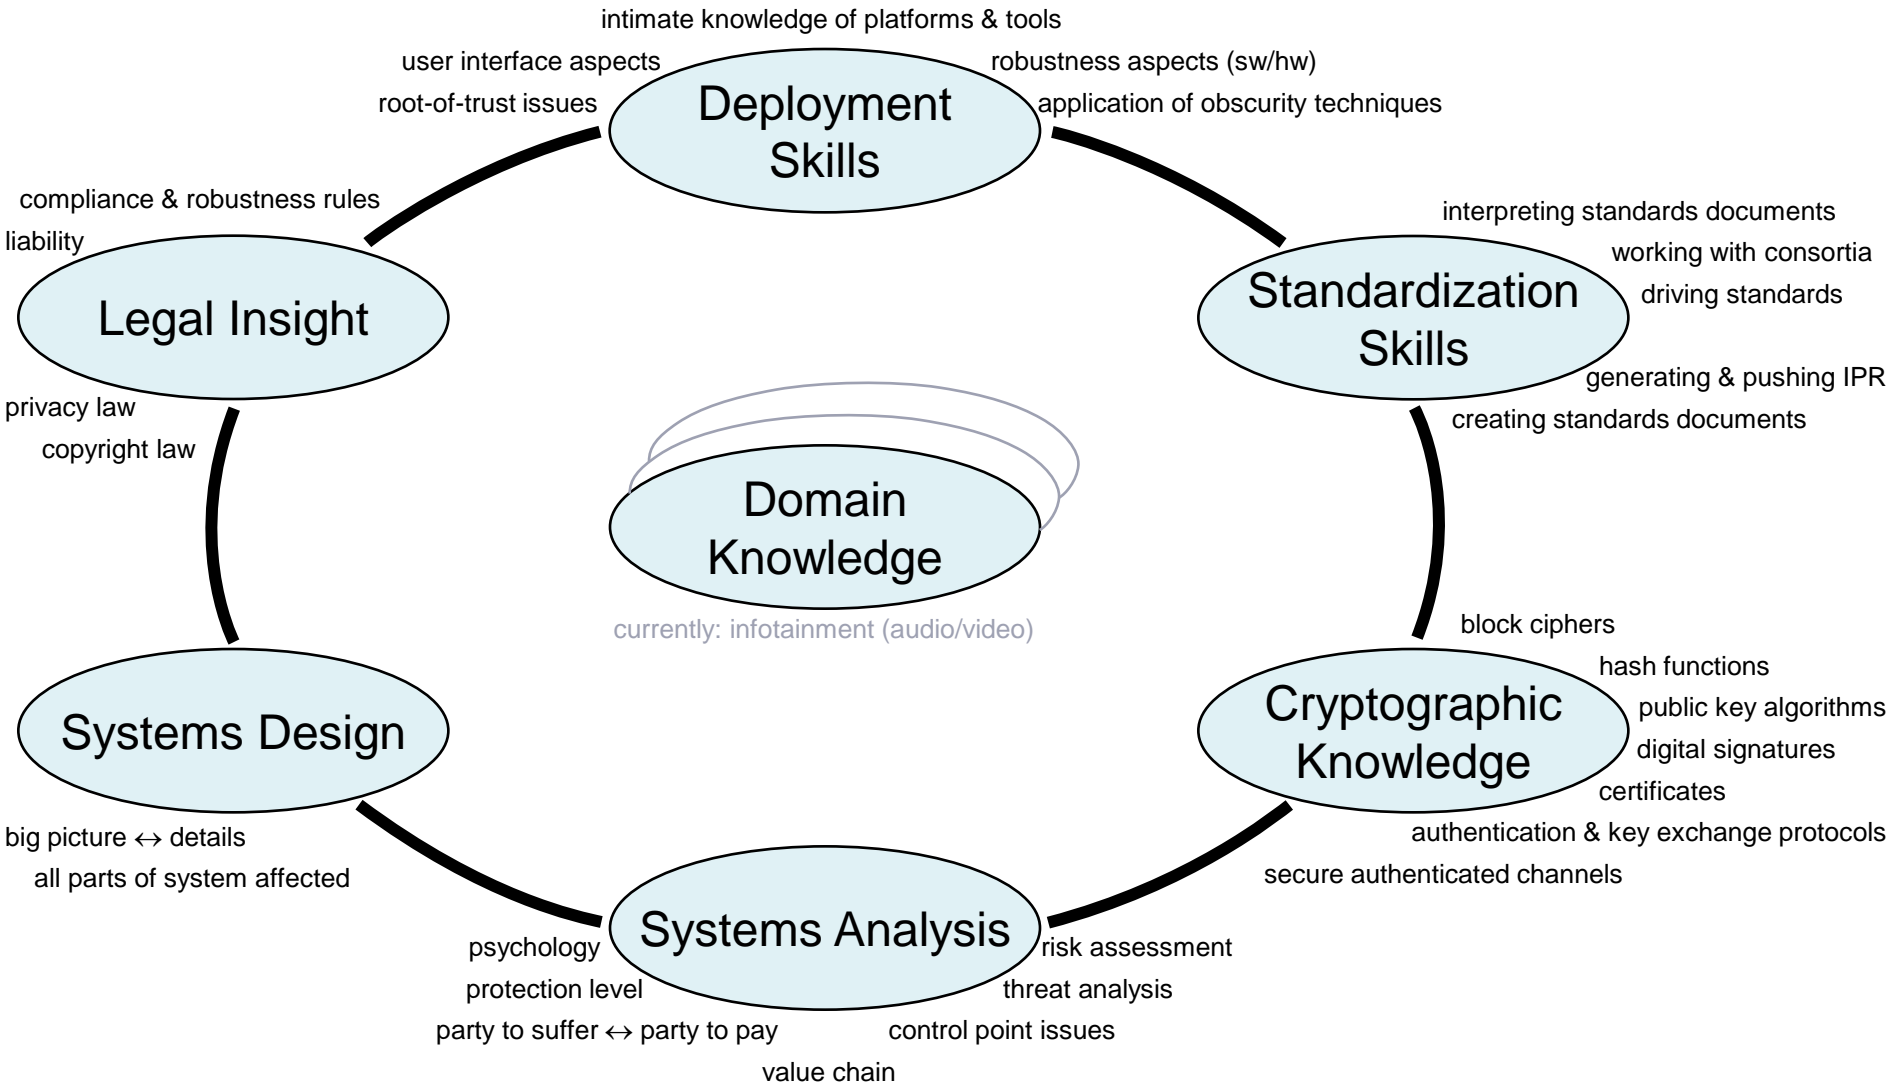 intimate knowledge of platforms & tools
user interface aspects
robustness aspects (sw/hw)
root-of-trust issues
application of obscurity techniques
Deployment
Skills
compliance & robustness rules
liability
Legal Insight
privacy law
copyright law
interpreting standards documents
working with consortia
driving standards
Standardization
Skills
generating & pushing IPR
creating standards documents
Domain
Knowledge
currently: infotainment (audio/video)
Systems Design
big picture ↔ details
all parts of system affected
block ciphers
hash functions
public key algorithms
digital signatures
certificates
authentication & key exchange protocols
secure authenticated channels
Cryptographic
Knowledge
Systems Analysis
psychology
risk assessment
protection level
threat analysis
party to suffer ↔ party to pay
control point issues
value chain